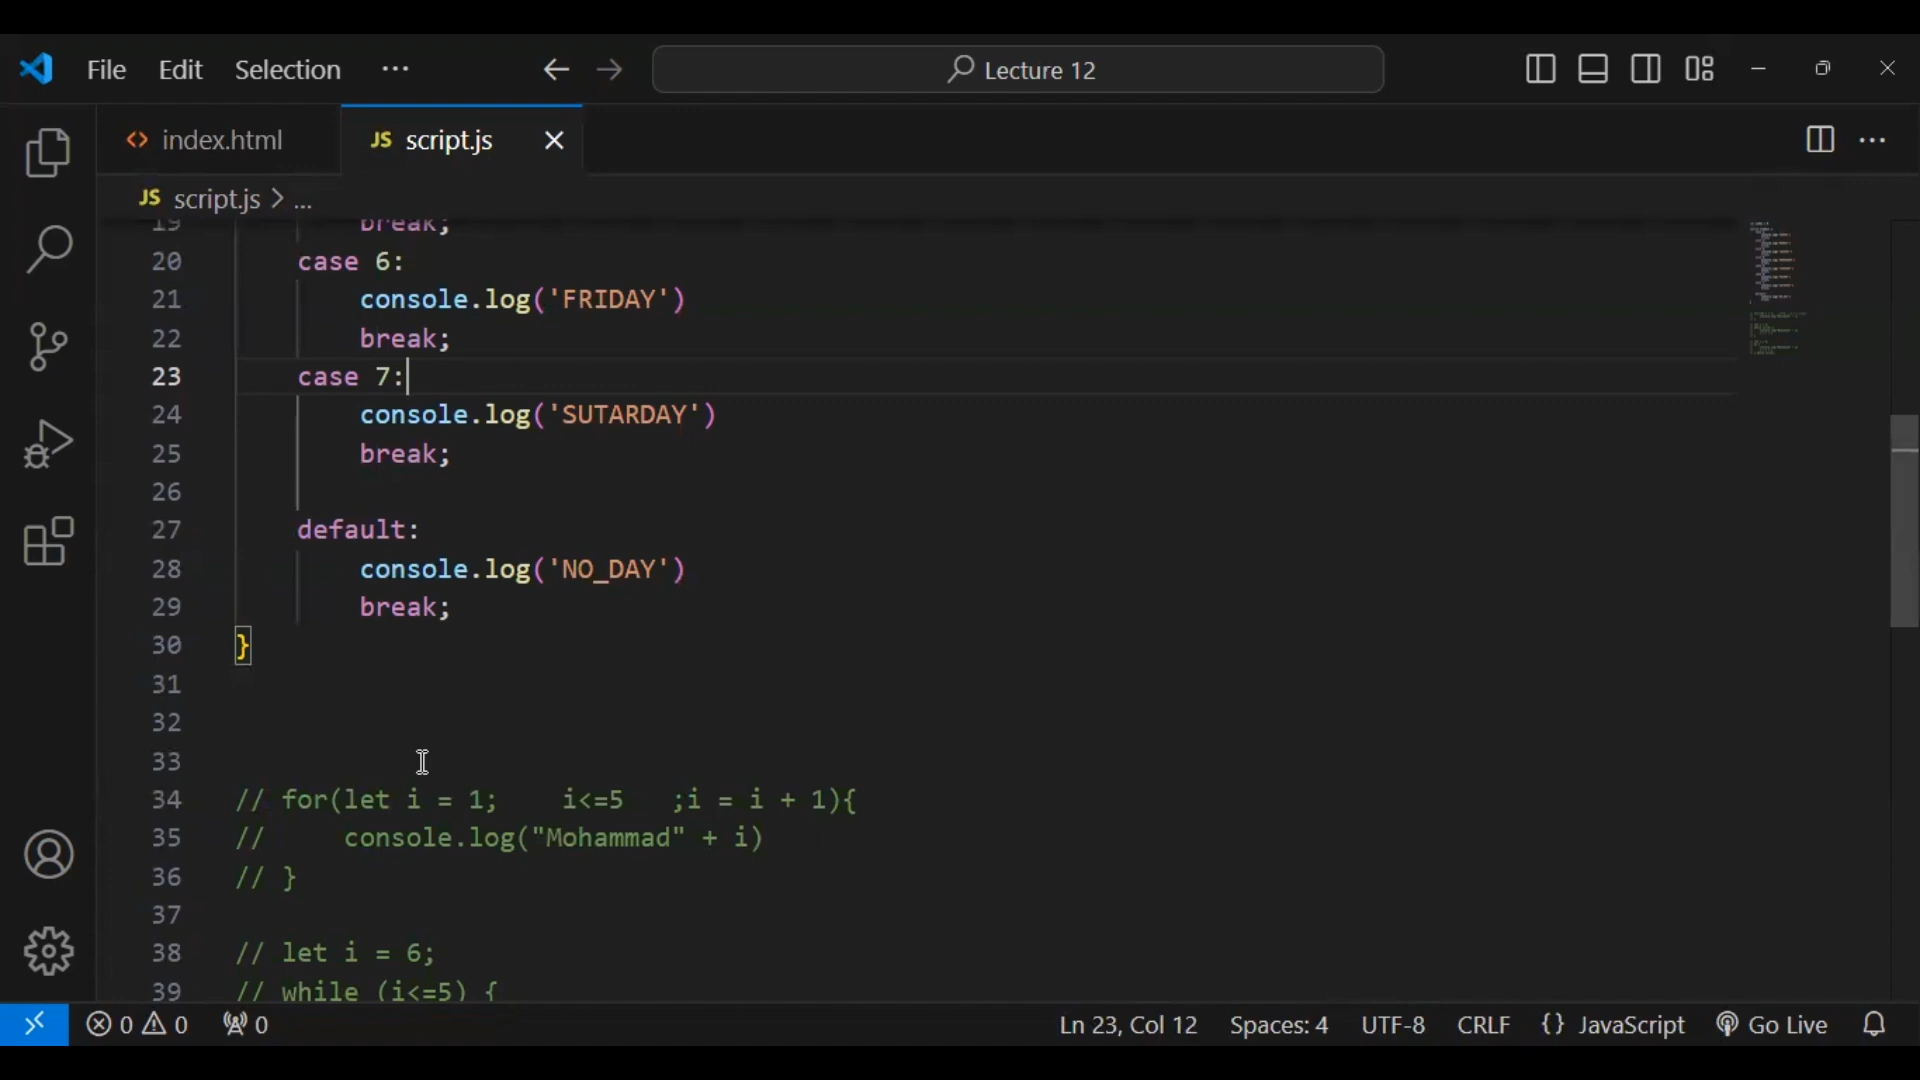 File Edit Selection ··· Lecture 12
index.html JS script.js
JS script.js > ...
19 break;
20 case 6:
21 console.log('FRIDAY')
22 break;
23 case 7:
24 console.log('SUTARDAY')
25 break;
26
27 default:
28 console.log('NO_DAY')
29 break;
30 }
31
32
33
34 // for(let i = 1; i<=5 ;i = i + 1){
35 // console.log("Mohammad" + i)
36 // }
37
38 // let i = 6;
39 // while (i<=5) {
0 0 0 Ln 23, Col 12 Spaces: 4 UTF-8 CRLF {} JavaScript Go Live